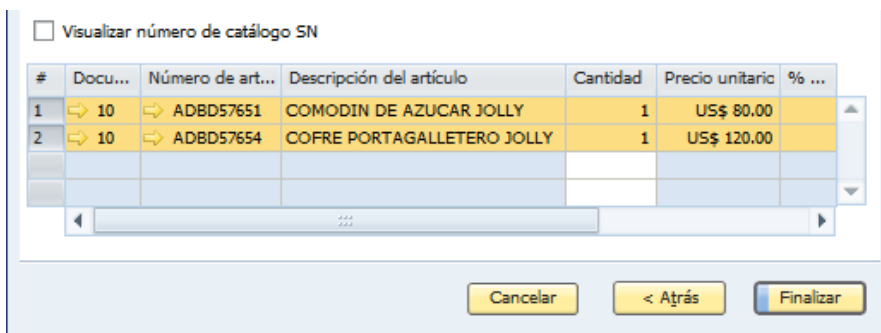 Visualizar número de catálogo SN
# Docu... Número de art... Descripción del artículo Cantidad Precio unitario % ...
1 10 ADBD57651 COMODIN DE AZUCAR JOLLY 1 US$ 80.00
2 10 ADBD57654 COFRE PORTAGALLETERO JOLLY 1 US$ 120.00
Cancelar < Atrás Finalizar